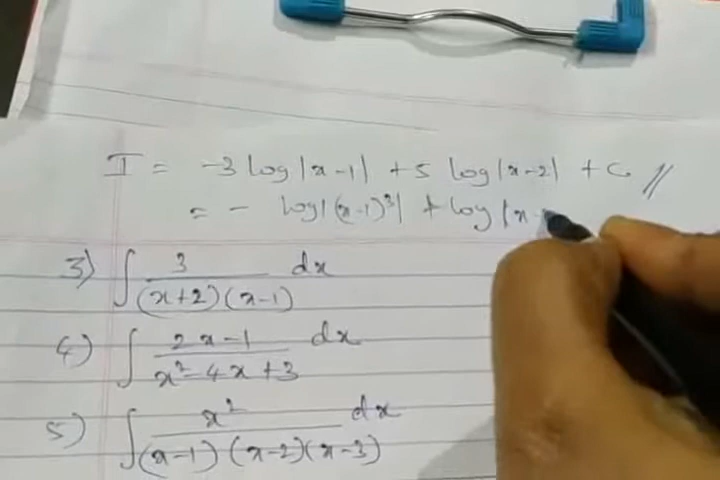 I = -3 log|x-1| + 5 log|x-2| + C //
= - log|(x-1)³| + log|x-
3) ∫ 3/((x+2)(x-1)) dx
4) ∫ (2x-1)/(x²-4x+3) dx
5) ∫ x²/((x-1)(x-2)(x-3)) dx